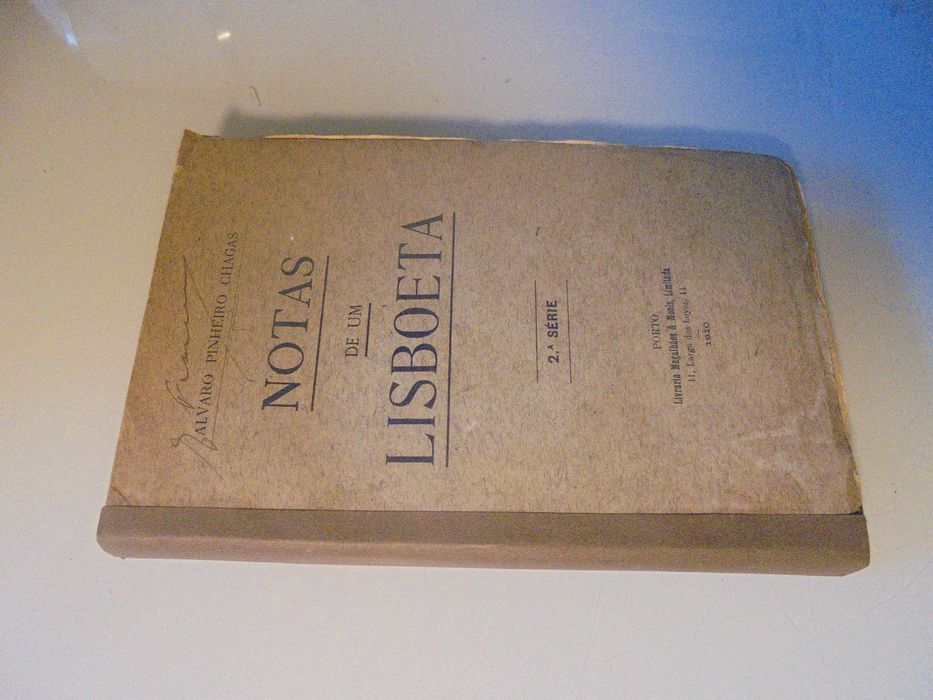 ALVARO PINHEIRO CHAGAS
NOTAS
DE UM
LISBOETA
2.ª SÉRIE
PORTO
Livraria Magalhães & Moniz, Limitada
11, Largo dos Loyos, 14
1910